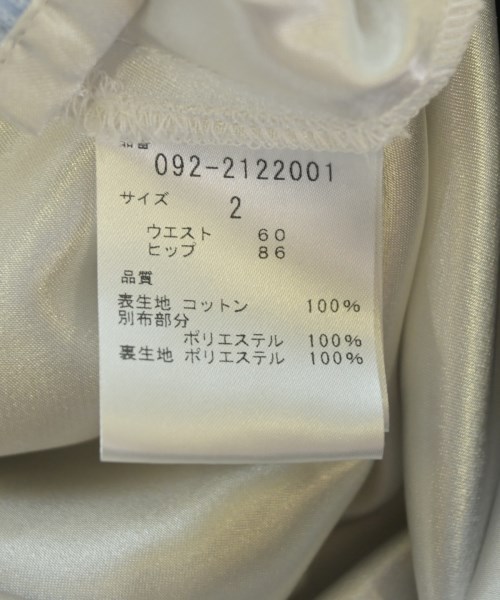 品番
092-2122001
サイズ 2
ウエスト 60
ヒップ 86
品質
表生地 コットン 100%
別布部分
ポリエステル 100%
裏生地 ポリエステル 100%